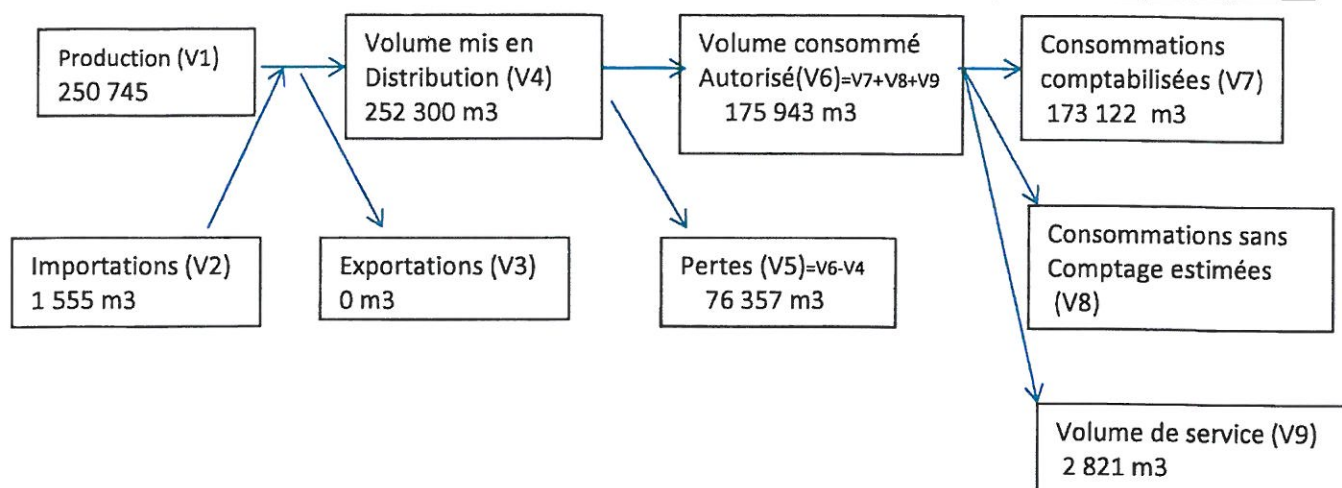 Production (V1)
250 745
Volume mis en
Distribution (V4)
252 300 m3
Volume consommé
Autorisé(V6)=V7+V8+V9
175 943 m3
Consommations
comptabilisées (V7)
173 122 m3
Importations (V2)
1 555 m3
Exportations (V3)
0 m3
Pertes (V5)=V6-V4
76 357 m3
Consommations sans
Comptage estimées
(V8)
Volume de service (V9)
2 821 m3